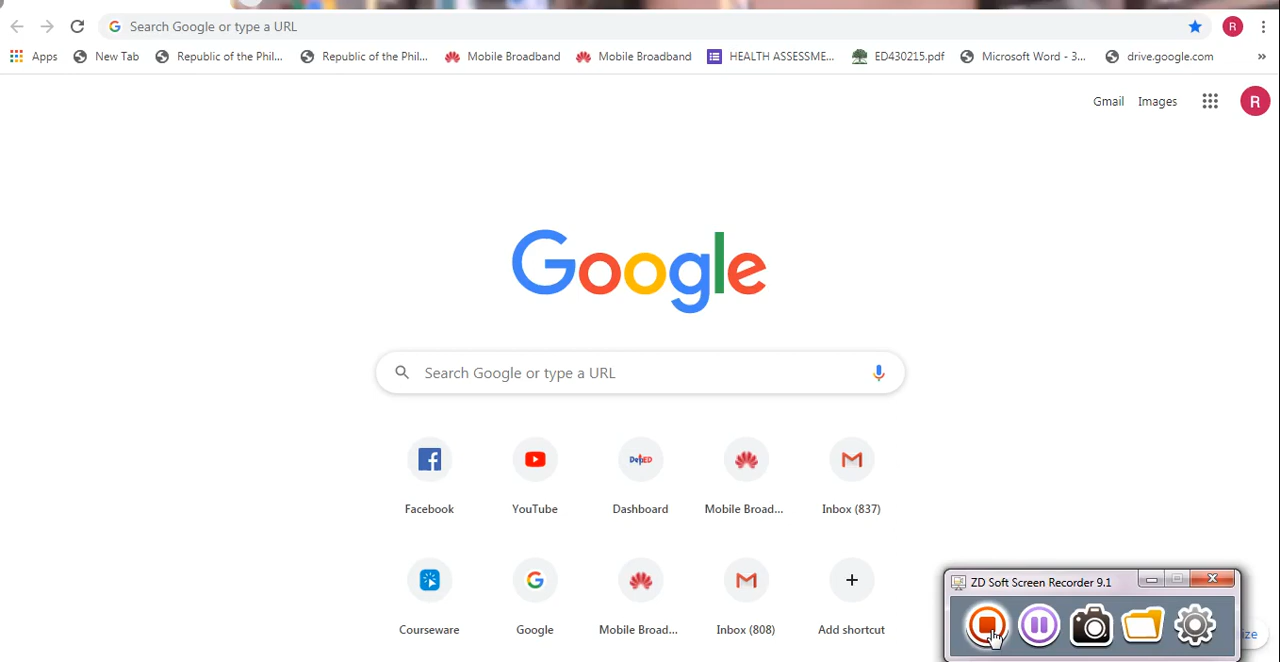 Search Google or type a URL
R
Apps
New Tab
Republic of the Phil...
Republic of the Phil...
Mobile Broadband
Mobile Broadband
HEALTH ASSESSME...
ED430215.pdf
Microsoft Word - 3...
drive.google.com
»
Gmail
Images
R
Google
Search Google or type a URL
DepED
Facebook
YouTube
Dashboard
Mobile Broad...
Inbox (837)
Courseware
Google
Mobile Broad...
Inbox (808)
Add shortcut
ZD Soft Screen Recorder 9.1
ize